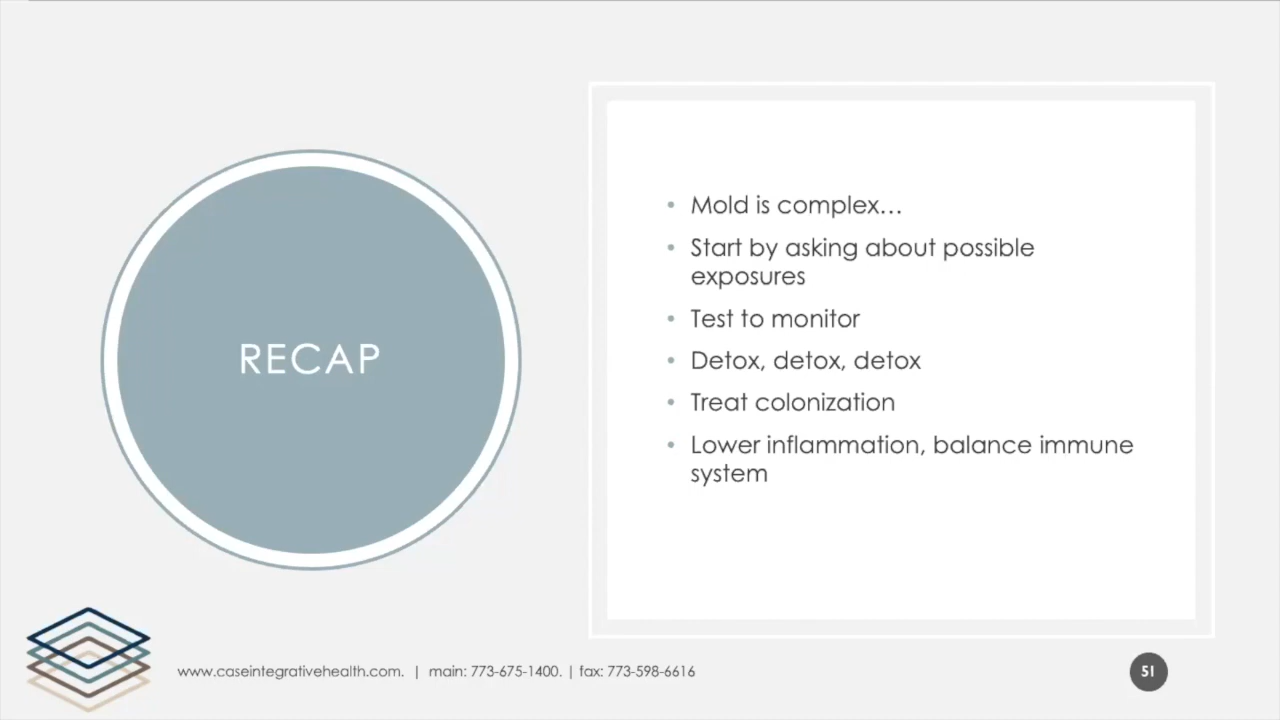 RECAP
• Mold is complex…
• Start by asking about possible
exposures
• Test to monitor
• Detox, detox, detox
• Treat colonization
• Lower inflammation, balance immune
system
www.caseintegrativehealth.com. | main: 773-675-1400. | fax: 773-598-6616
51